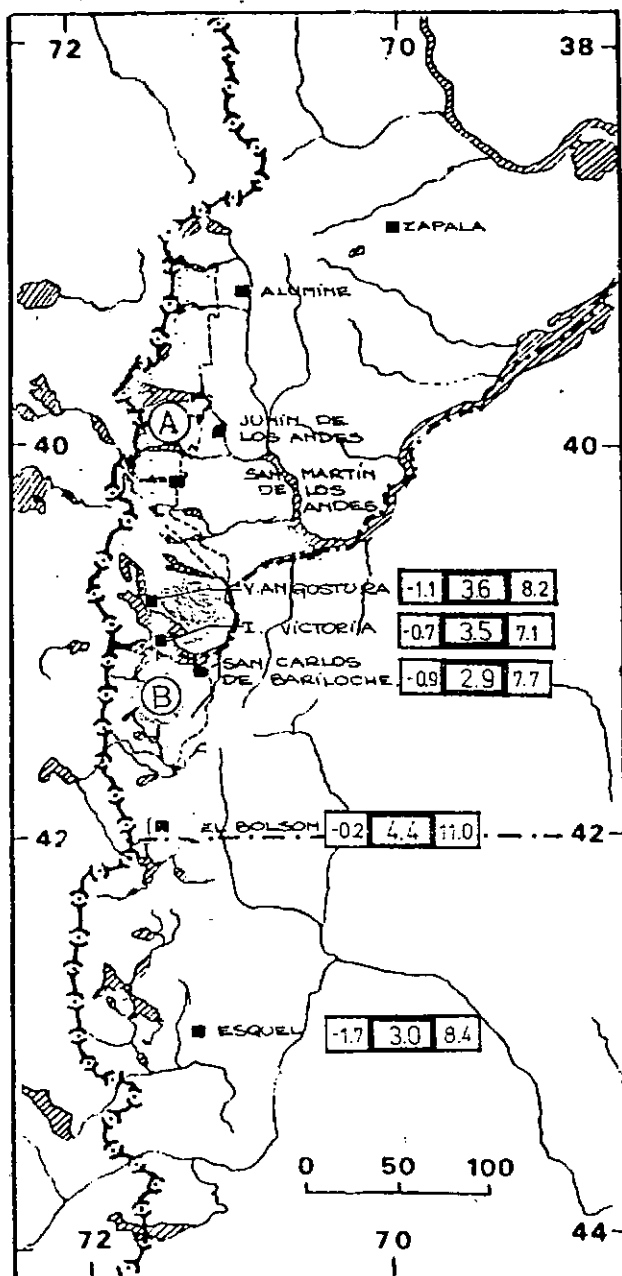 72 70 38
ZAPALA
ALUMINE
A
JUNÍN DE
LOS ANDES
40 40
SAN MARTÍN
DE LOS
ANDES
V. ANGOSTURA -1.1 3.6 8.2
I. VICTORIA -0.7 3.5 7.1
SAN CARLOS
DE BARILOCHE -0.9 2.9 7.7
B
42 EL BOLSON -0.2 4.4 11.0 42
ESQUEL -1.7 3.0 8.4
0 50 100
72 70 44